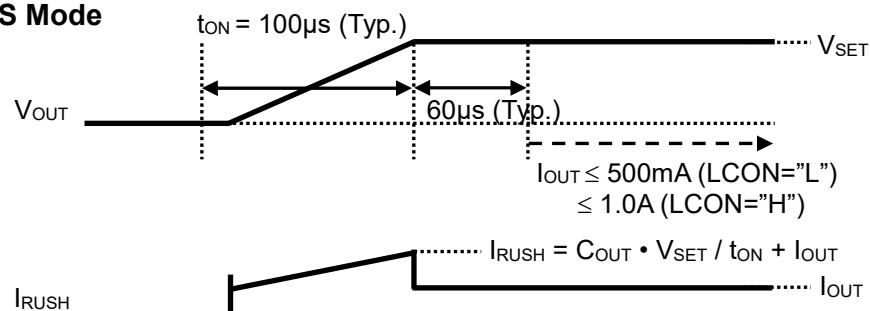 S Mode
tON = 100μs (Typ.)
VSET
VOUT
60μs (Typ.)
IOUT ≤ 500mA (LCON=”L”)
≤ 1.0A (LCON=”H”)
IRUSH = COUT • VSET / tON + IOUT
IOUT
IRUSH